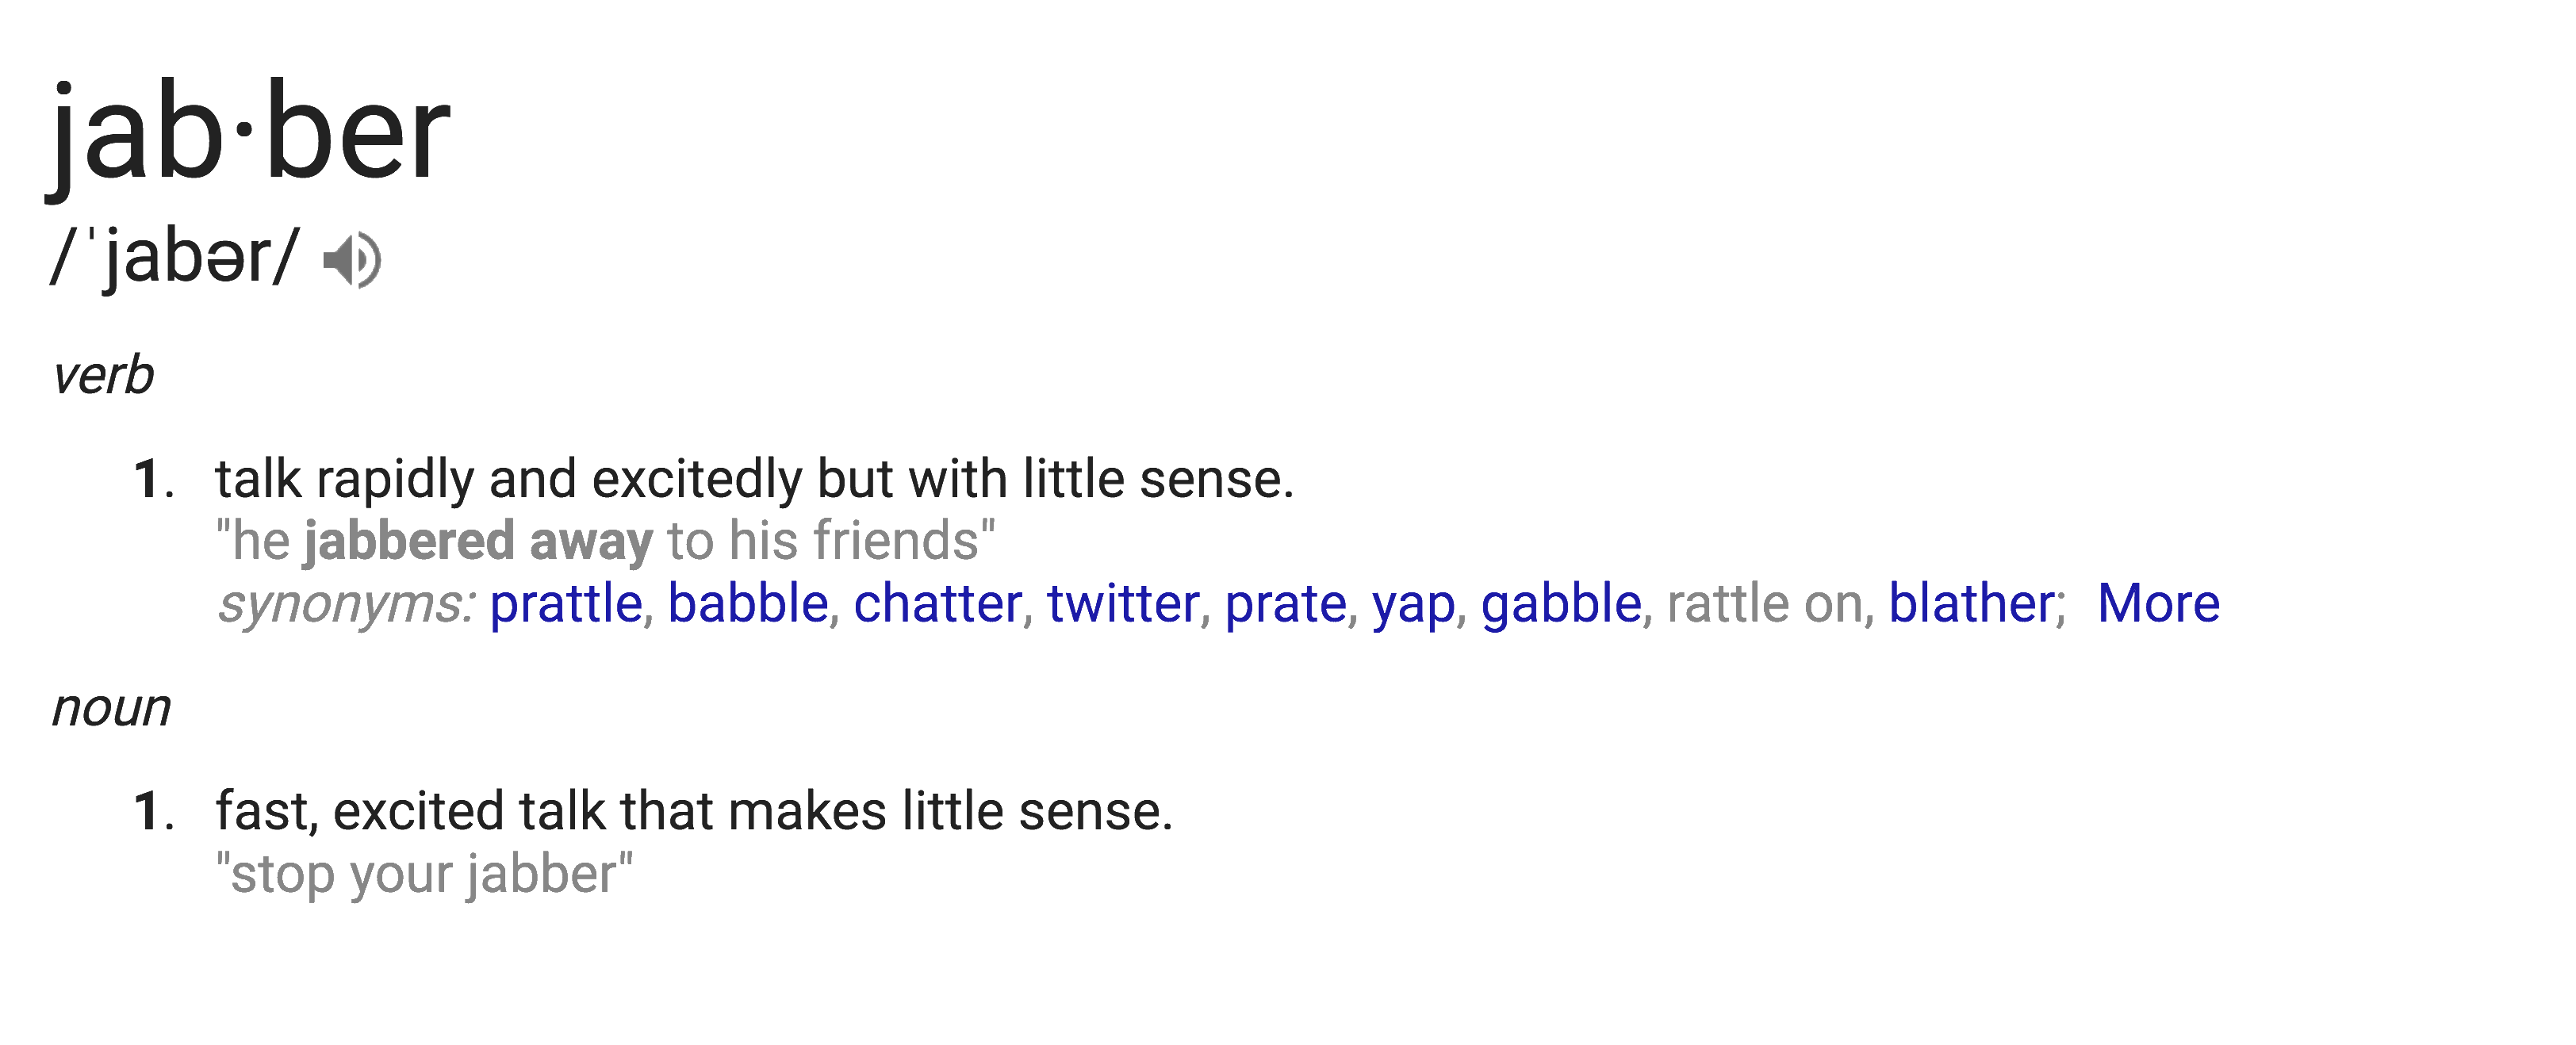 jab·ber
/ˈjabər/
verb
1. talk rapidly and excitedly but with little sense.
"he jabbered away to his friends"
synonyms: prattle, babble, chatter, twitter, prate, yap, gabble, rattle on, blather; More
noun
1. fast, excited talk that makes little sense.
"stop your jabber"